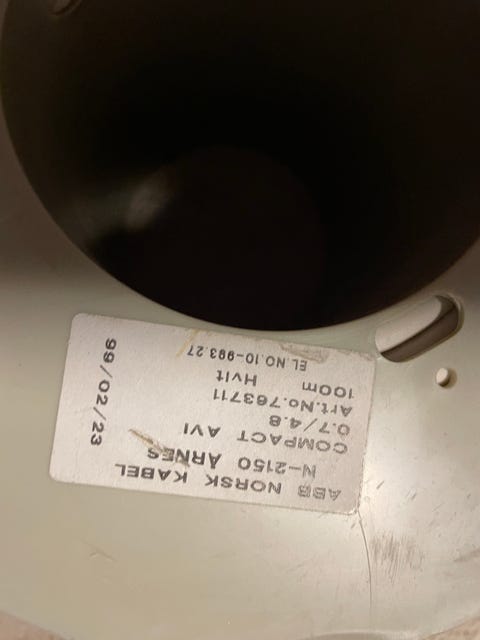 ABB NORSK KABEL
N-2150 ÅRNES
COMPACT AVI
0.7/4.8
Art.No.763711
100m Hvit
EL.NO.10-993.27
99/02/23